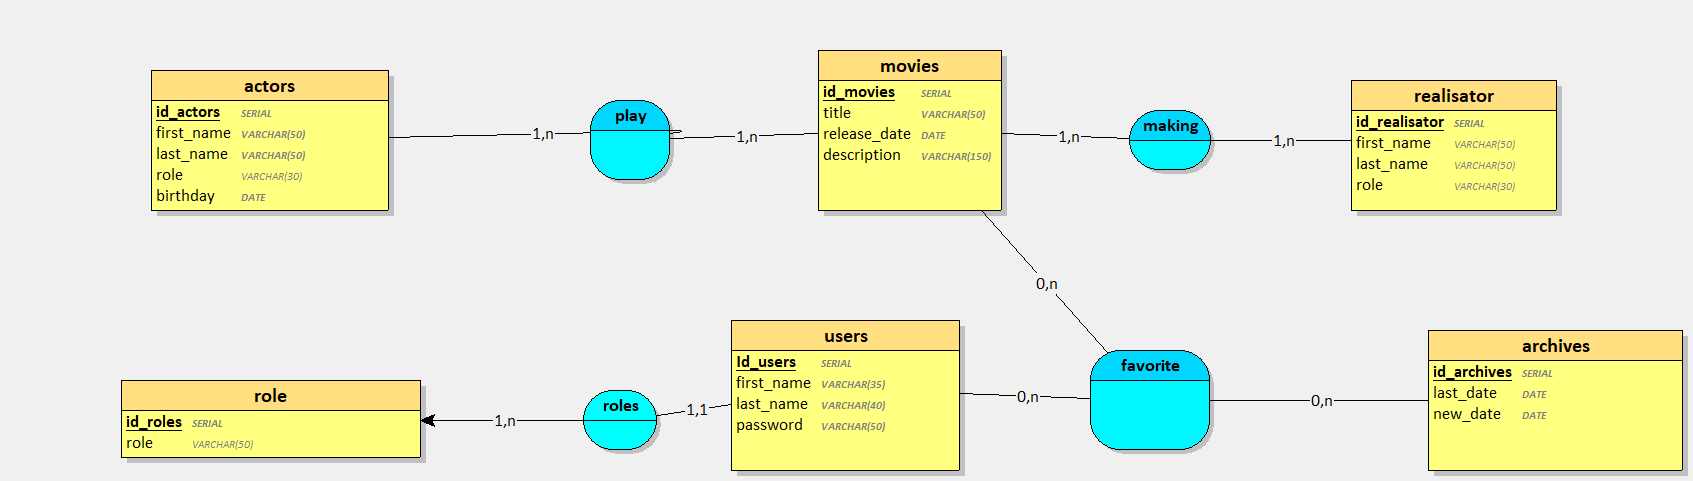 actors
id_actors SERIAL
first_name VARCHAR(50)
last_name VARCHAR(50)
role VARCHAR(30)
birthday DATE
1,n
play
1,n
movies
id_movies SERIAL
title VARCHAR(50)
release_date DATE
description VARCHAR(150)
1,n
making
1,n
realisator
id_realisator SERIAL
first_name VARCHAR(50)
last_name VARCHAR(50)
role VARCHAR(30)
0,n
role
id_roles SERIAL
role VARCHAR(50)
1,n
roles
1,1
users
Id_users SERIAL
first_name VARCHAR(35)
last_name VARCHAR(40)
password VARCHAR(50)
0,n
favorite
0,n
archives
id_archives SERIAL
last_date DATE
new_date DATE